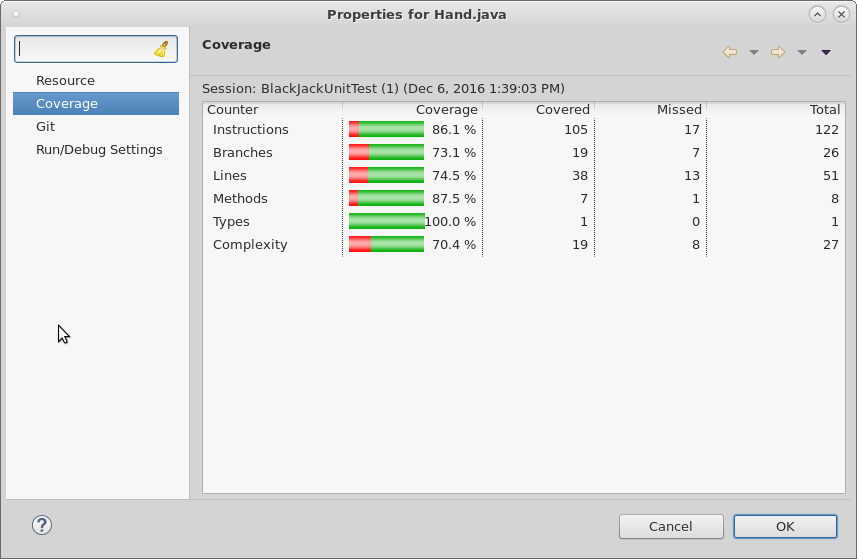 Properties for Hand.java
Resource
Coverage
Git
Run/Debug Settings
Coverage
Session: BlackJackUnitTest (1) (Dec 6, 2016 1:39:03 PM)
Counter Coverage Covered Missed Total
Instructions 86.1 % 105 17 122
Branches 73.1 % 19 7 26
Lines 74.5 % 38 13 51
Methods 87.5 % 7 1 8
Types 100.0 % 1 0 1
Complexity 70.4 % 19 8 27
?
Cancel OK